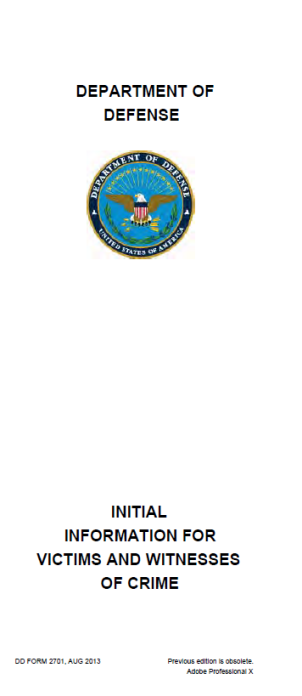 DEPARTMENT OF
DEFENSE
DEPARTMENT OF DEFENSE
UNITED STATES OF AMERICA
INITIAL
INFORMATION FOR
VICTIMS AND WITNESSES
OF CRIME
DD FORM 2701, AUG 2013 Previous edition is obsolete.
Adobe Professional X